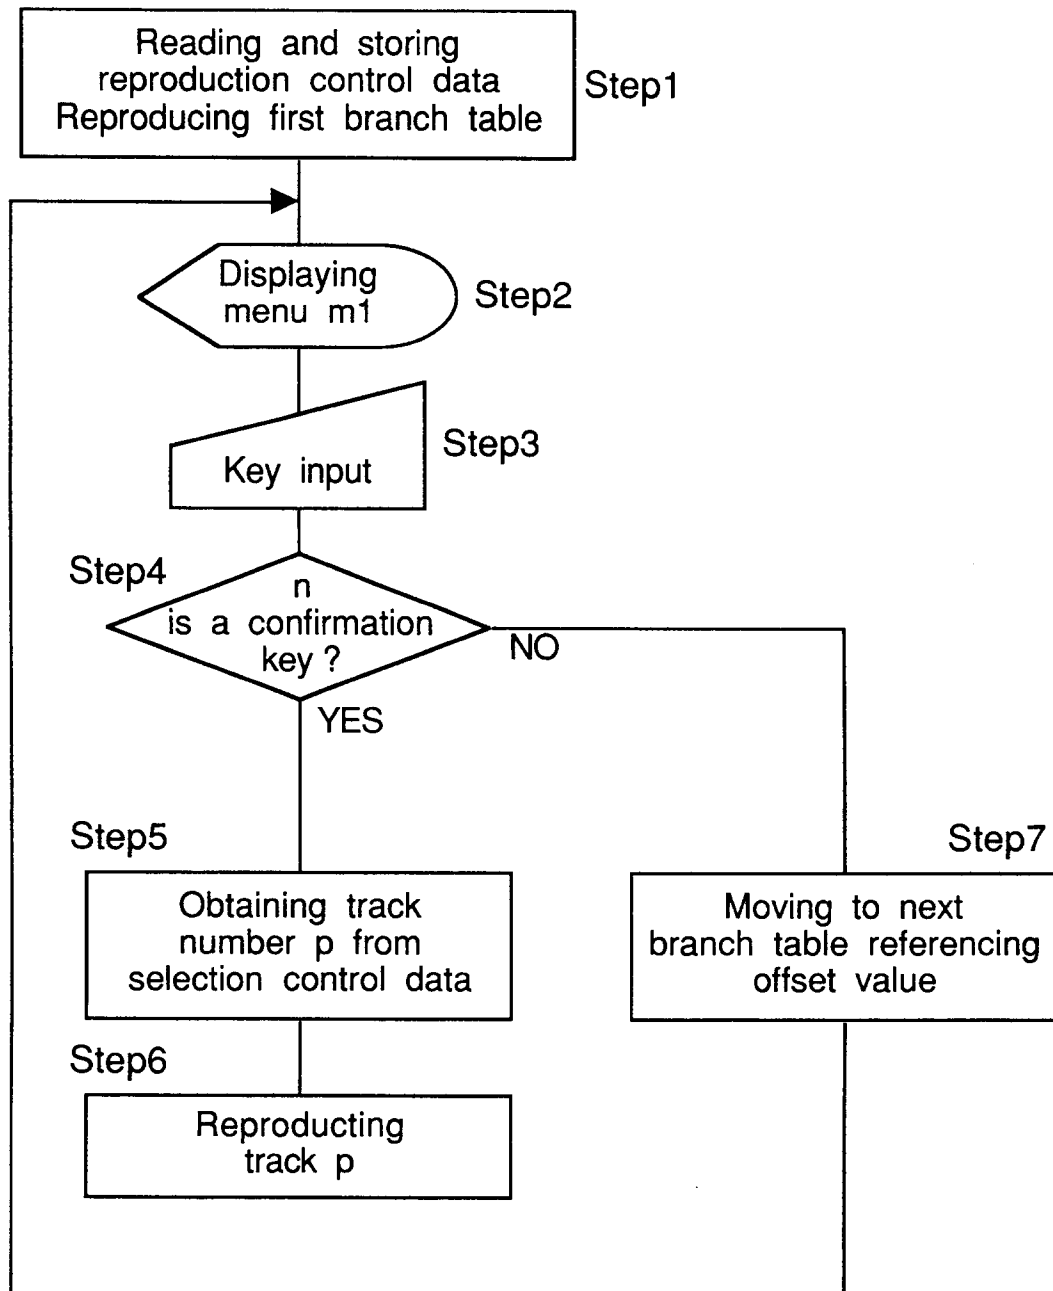 Reading and storing
reproduction control data
Reproducing first branch table
Step1
Displaying
menu m1
Step2
Key input
Step3
Step4
n
is a confirmation
key ?
NO
YES
Step5
Obtaining track
number p from
selection control data
Step7
Moving to next
branch table referencing
offset value
Step6
Reproducting
track p